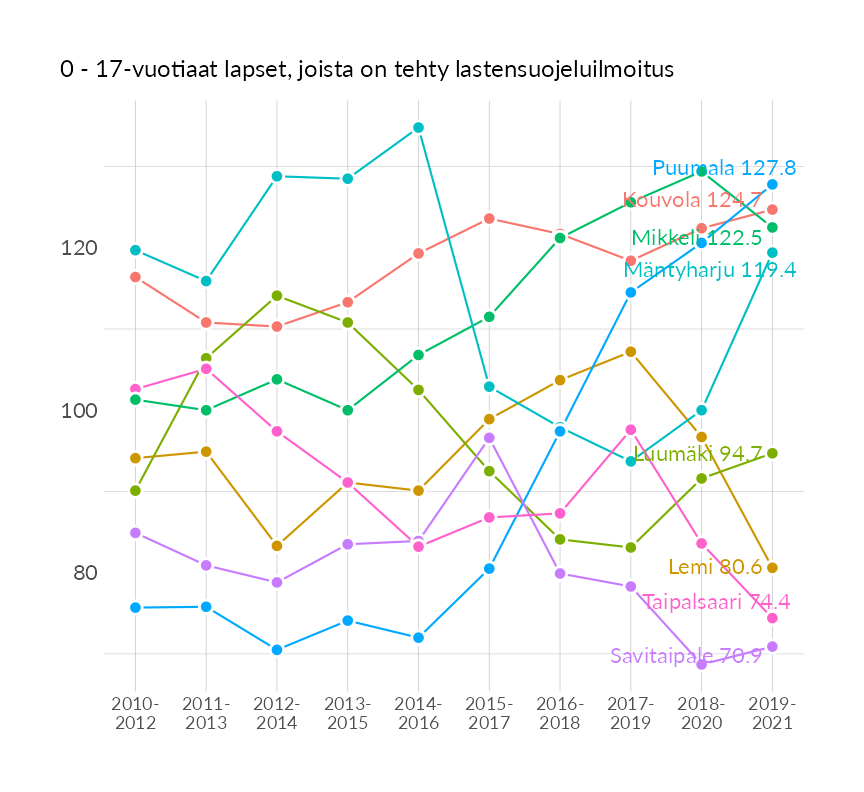 0 - 17-vuotiaat lapset, joista on tehty lastensuojeluilmoitus
Puumala 127.8
Kouvola 124.7
Mikkeli 122.5
120
Mäntyharju 119.4
100
Luumäki 94.7
80
Lemi 80.6
Taipalsaari 74.4
Savitaipale 70.9
2010- 2011- 2012- 2013- 2014- 2015- 2016- 2017- 2018- 2019-
2012 2013 2014 2015 2016 2017 2018 2019 2020 2021